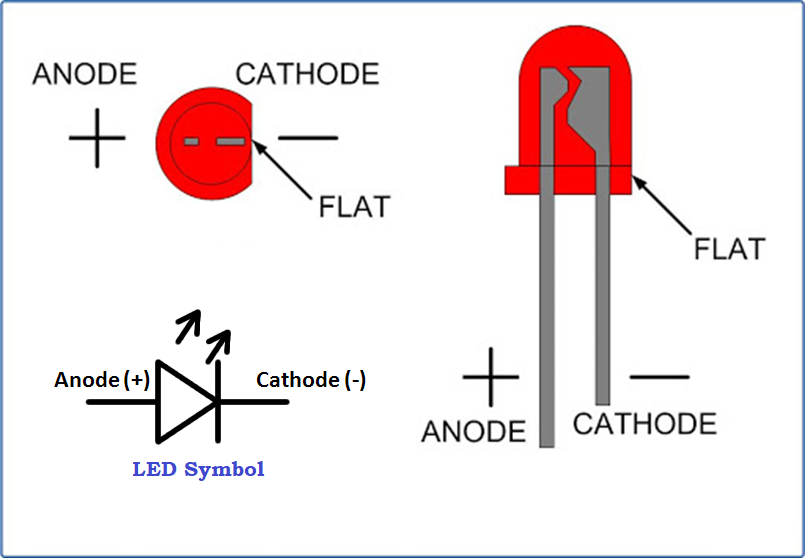 ANODE
CATHODE
+
−
FLAT
FLAT
Anode (+)
Cathode (-)
LED Symbol
+
−
ANODE
CATHODE